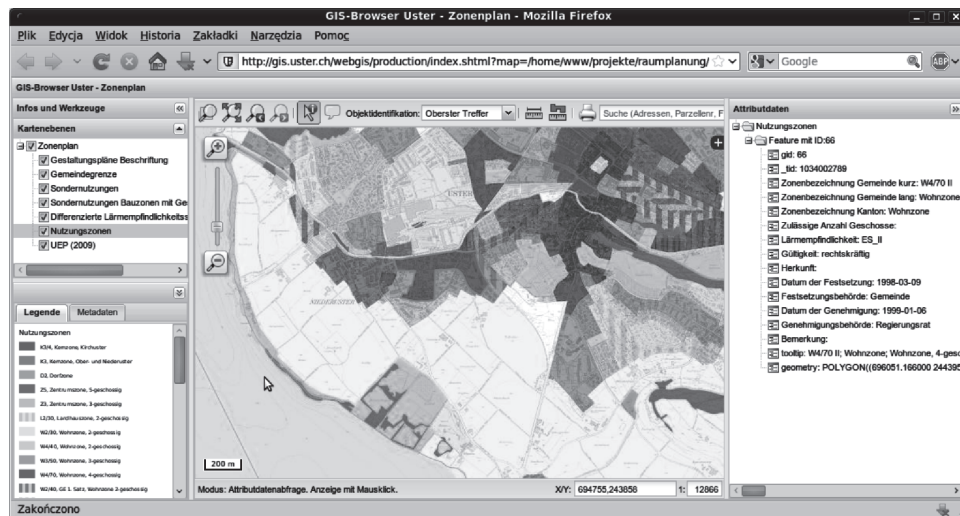 GIS-Browser Uster - Zonenplan - Mozilla Firefox
Plik Edycja Widok Historia Zakładki Narzędzia Pomoc
http://gis.uster.ch/webgis/production/index.shtml?map=/home/www/projekte/raumplanung/
Google
ABP
GIS-Browser Uster - Zonenplan
Infos und Werkzeuge
Kartenebenen
Zonenplan
Gestaltungspläne Beschriftung
Gemeindegrenze
Sondernutzungen
Sondernutzungen Bauzonen mit Ge
Differenzierte Lärmempfindlichkeitss
Nutzungszonen
UEP (2009)
Legende Metadaten
Nutzungszonen
K3/4, Kernzone, Kirchuster
K3, Kernzone, Ober- und Niederuster
D2, Dorfzone
Z5, Zentrumszone, 5-geschossig
Z3, Zentrumszone, 3-geschossig
L2/30, Landhauszone, 2-geschossig
W2/30, Wohnzone, 2-geschossig
W4/40, Wohnzone, 2-geschossig
W3/50, Wohnzone, 3-geschossig
W4/70, Wohnzone, 4-geschossig
W2/40, GE 1. Satz, Wohnzone 2-geschossig
Objektidentifikation: Oberster Treffer
Suche (Adressen, Parzellenr, F
USTER
NIEDERUSTER
200 m
Modus: Attributdatenabfrage. Anzeige mit Mausklick.
X/Y: 694755,243858 1: 12866
Attributdaten
Nutzungszonen
Feature mit ID:66
gid: 66
_tid: 1034002789
Zonenbezeichnung Gemeinde kurz: W4/70 II
Zonenbezeichnung Gemeinde lang: Wohnzone
Zonenbezeichnung Kanton: Wohnzone
Zulässige Anzahl Geschosse:
Lärmempfindlichkeit: ES_II
Gültigkeit: rechtskräftig
Herkunft:
Datum der Festsetzung: 1998-03-09
Festsetzungsbehörde: Gemeinde
Datum der Genehmigung: 1999-01-06
Genehmigungsbehörde: Regierungsrat
Bemerkung:
tooltip: W4/70 II; Wohnzone; Wohnzone, 4-gesc
geometry: POLYGON((696051.166000 244395
Zakończono